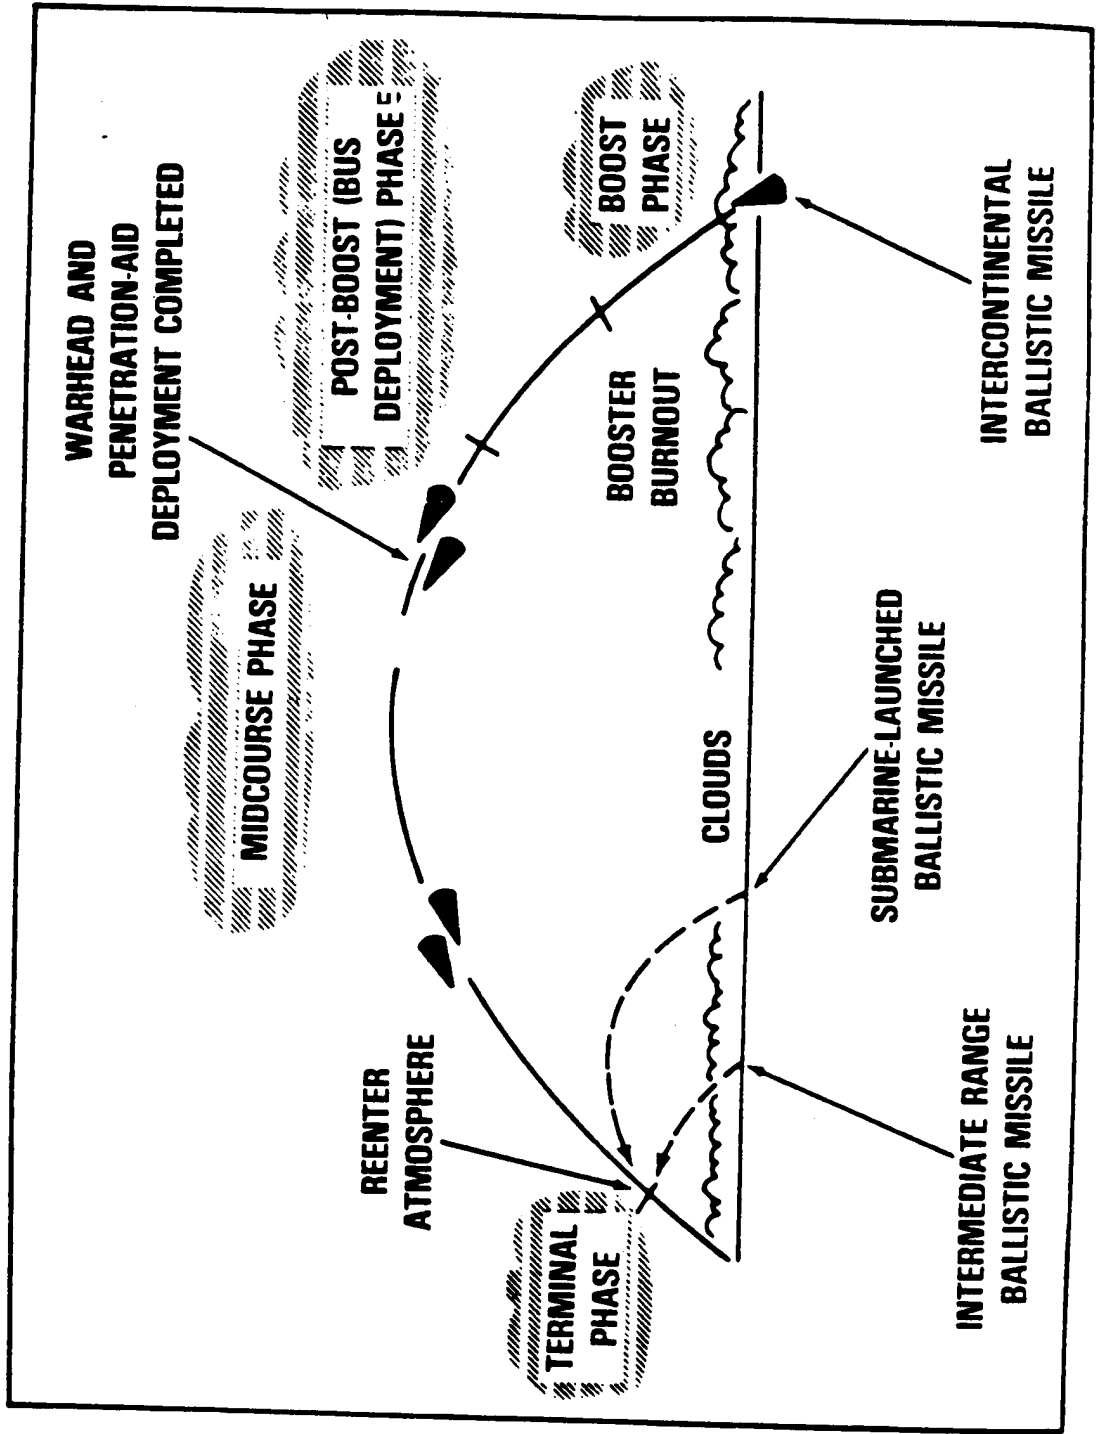 WARHEAD AND
PENETRATION-AID
DEPLOYMENT COMPLETED
MIDCOURSE PHASE
POST-BOOST (BUS
DEPLOYMENT) PHASE
REENTER
ATMOSPHERE
BOOST
PHASE
TERMINAL
PHASE
BOOSTER
BURNOUT
CLOUDS
INTERMEDIATE RANGE
BALLISTIC MISSILE
SUBMARINE-LAUNCHED
BALLISTIC MISSILE
INTERCONTINENTAL
BALLISTIC MISSILE